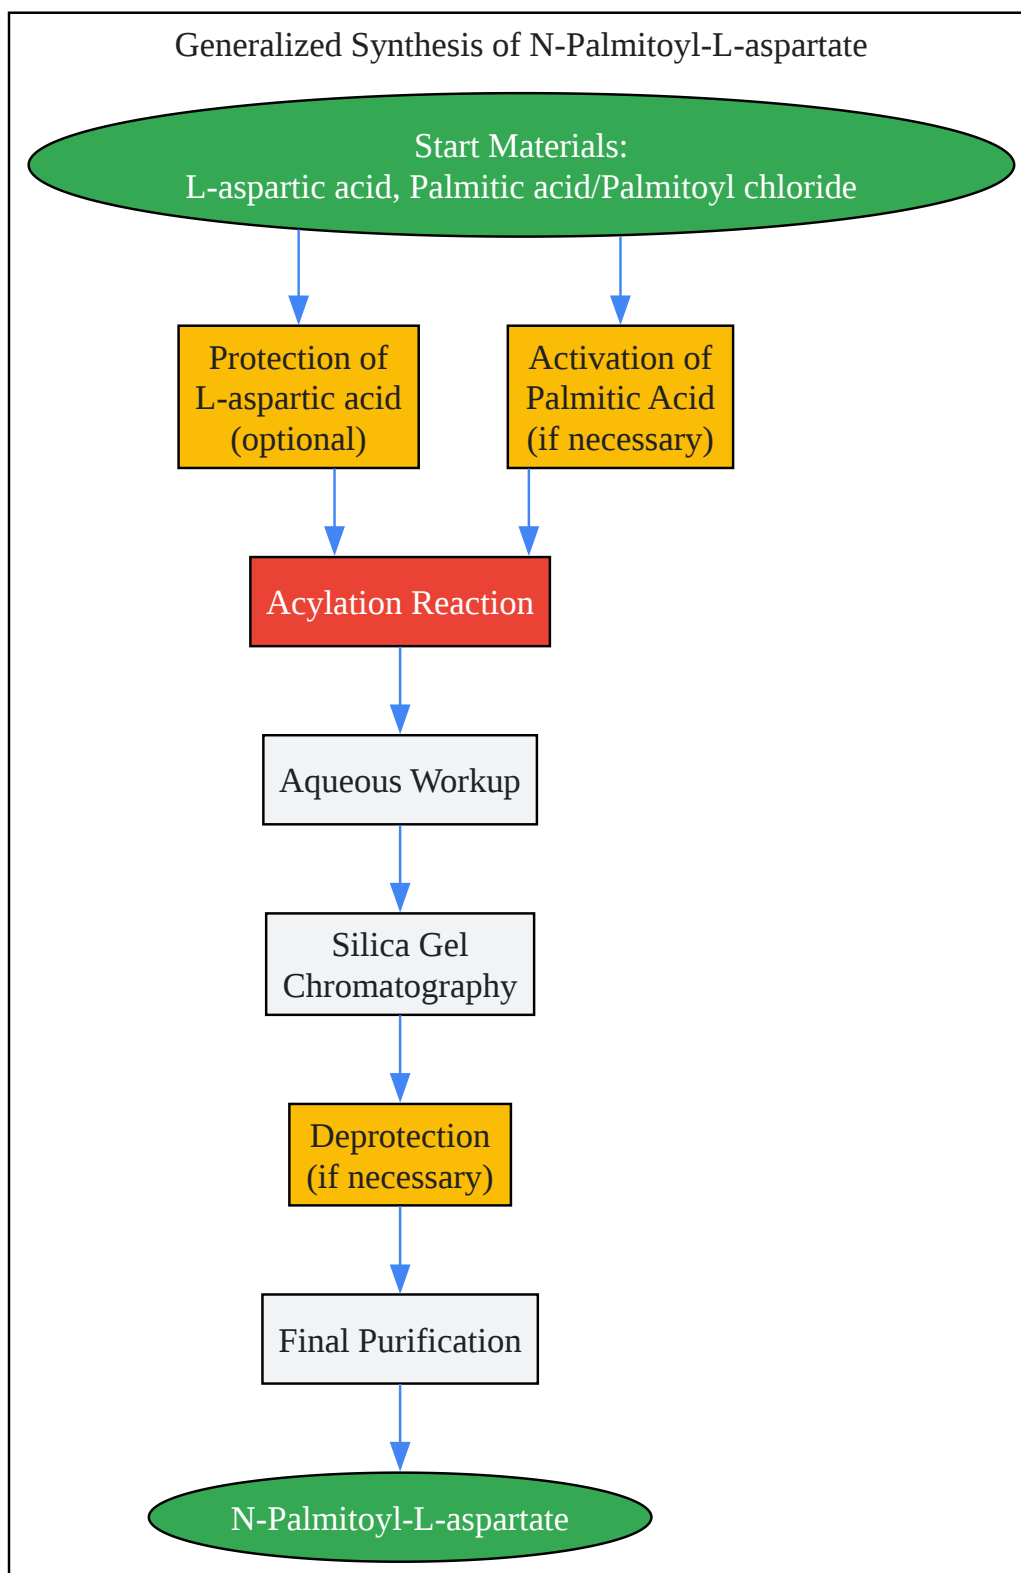 Generalized Synthesis of N-Palmitoyl-L-aspartate
Start Materials:
L-aspartic acid, Palmitic acid/Palmitoyl chloride
Protection of
L-aspartic acid
(optional)
Activation of
Palmitic Acid
(if necessary)
Acylation Reaction
Aqueous Workup
Silica Gel
Chromatography
Deprotection
(if necessary)
Final Purification
N-Palmitoyl-L-aspartate